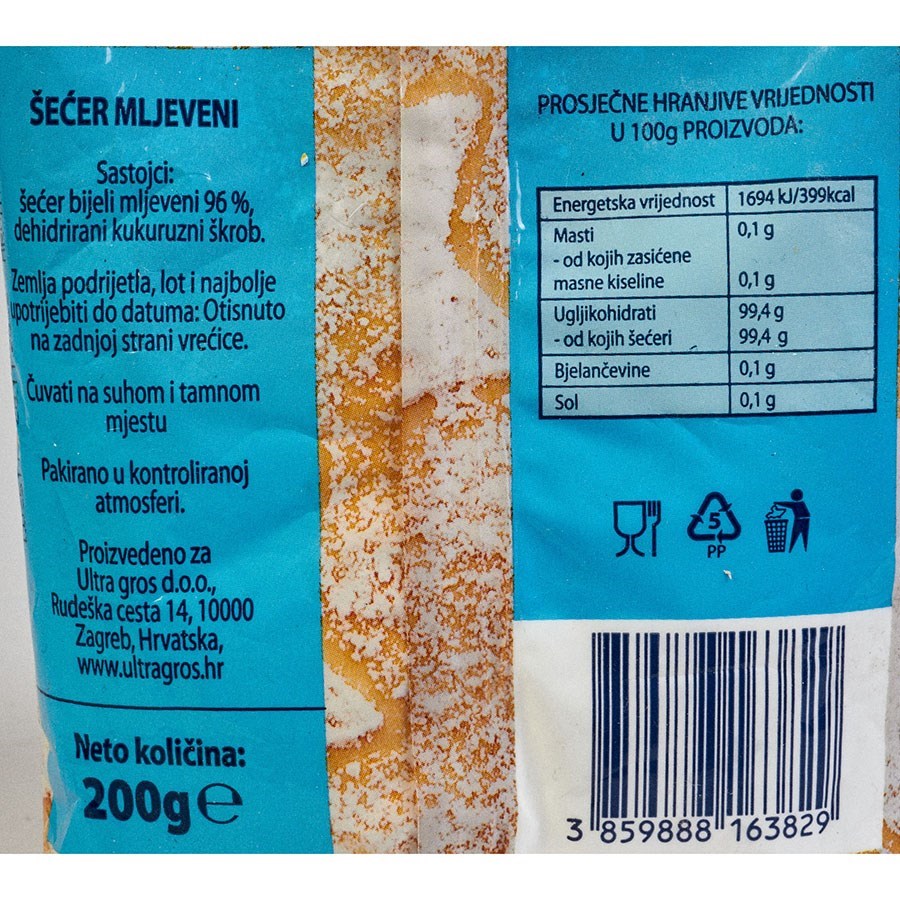 ŠEĆER MLJEVENI
Sastojci:
šećer bijeli mljeveni 96 %,
dehidrirani kukuruzni škrob.
Zemlja podrijetla, lot i najbolje
upotrijebiti do datuma: Otisnuto
na zadnjoj strani vrećice.
Čuvati na suhom i tamnom
mjestu
Pakirano u kontroliranoj
atmosferi.
Proizvedeno za
Ultra gros d.o.o.,
Rudeška cesta 14, 10000
Zagreb, Hrvatska,
www.ultragros.hr
Neto količina:
200g ℮
PROSJEČNE HRANJIVE VRIJEDNOSTI
U 100g PROIZVODA:
Energetska vrijednost 1694 kJ/399kcal
Masti 0,1 g
- od kojih zasićene
masne kiseline 0,1 g
Ugljikohidrati 99,4 g
- od kojih šećeri 99,4 g
Bjelančevine 0,1 g
Sol 0,1 g
5
PP
3 859888 163829